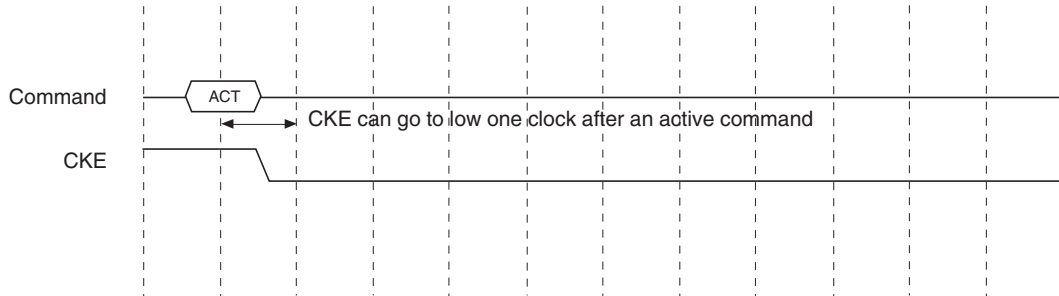 Command
ACT
CKE can go to low one clock after an active command
CKE